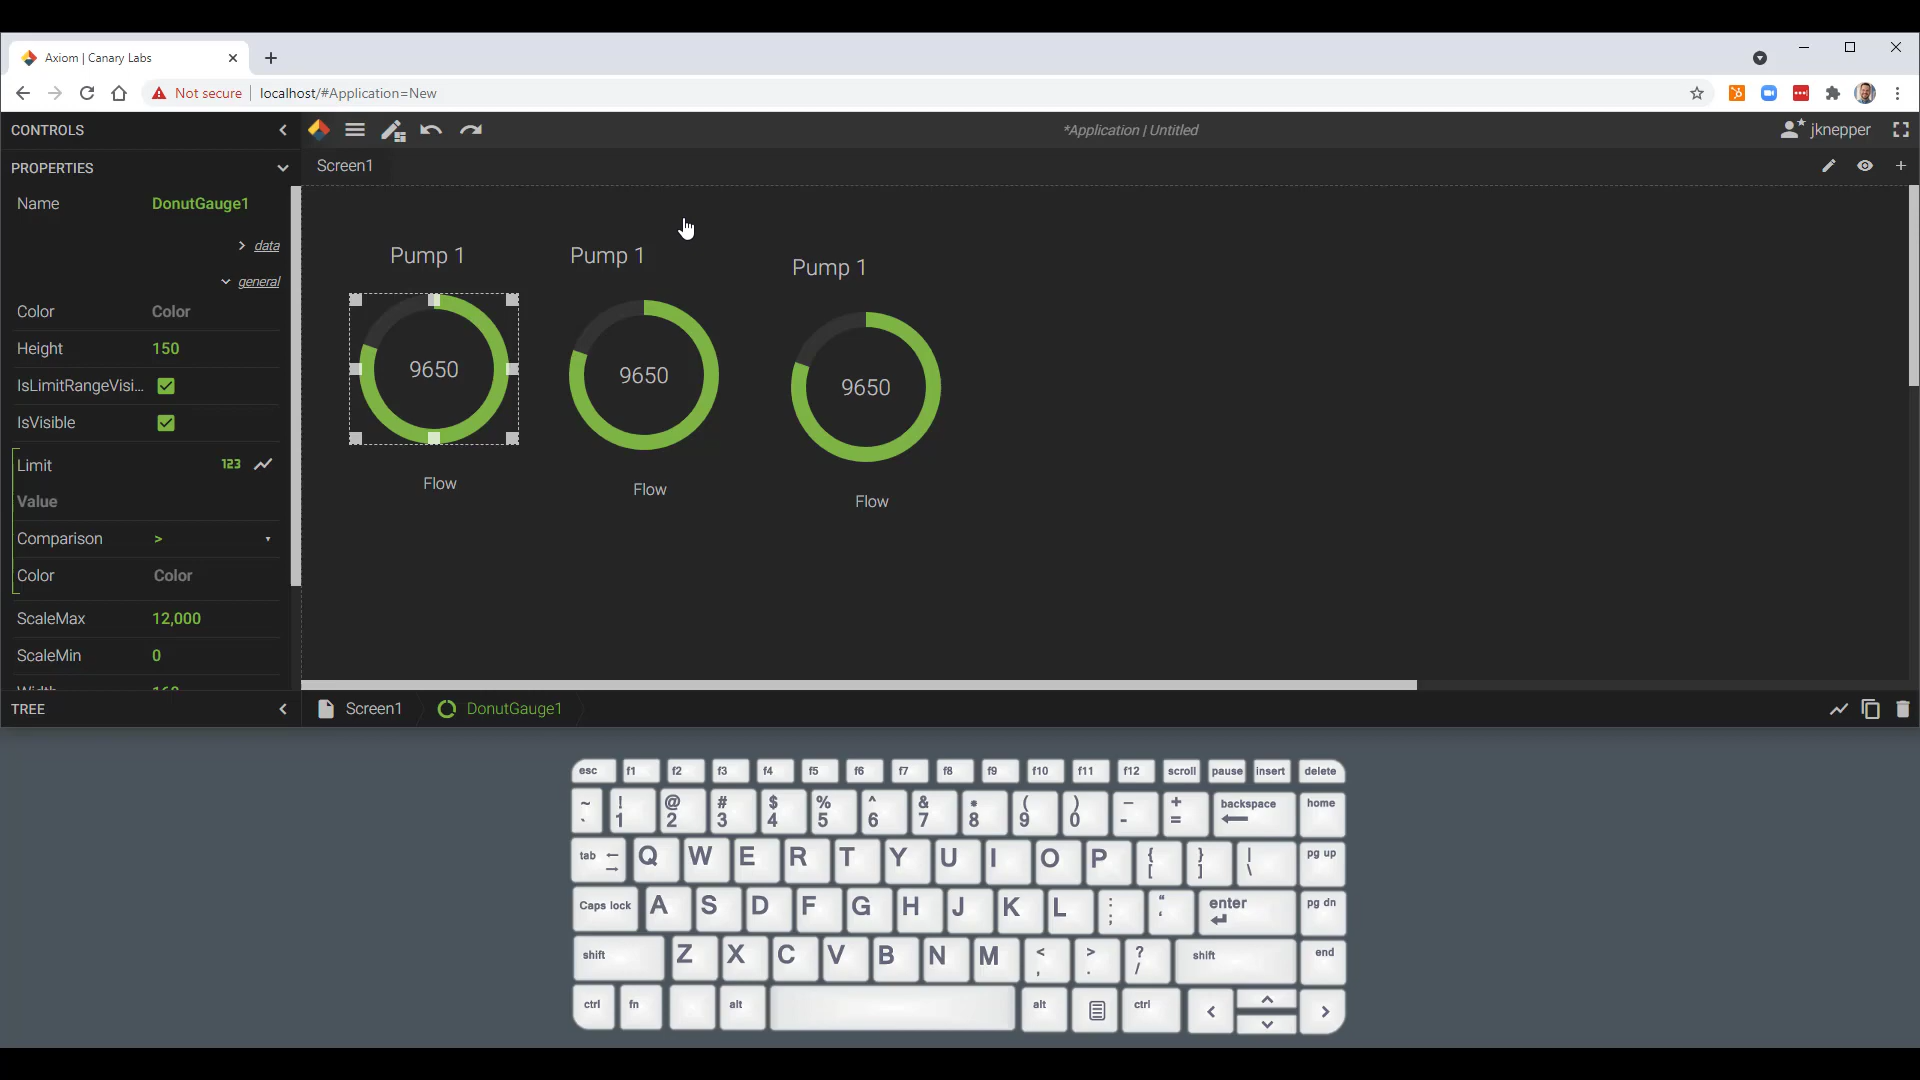 Axiom | Canary Labs
Not secure
localhost/#Application=New
CONTROLS
*Application | Untitled
jknepper
PROPERTIES
Screen1
Name DonutGauge1
data
general
Color Color
Height 150
IsLimitRangeVisi...
IsVisible
Limit 123
Value
Comparison >
Color Color
ScaleMax 12,000
ScaleMin 0
Pump 1 Pump 1 Pump 1
9650 9650 9650
Flow Flow Flow
TREE
Screen1 DonutGauge1
esc f1 f2 f3 f4 f5 f6 f7 f8 f9 f10 f11 f12 scroll pause insert delete
~ ! @ # $ % ^ & * ( ) – + backspace home
` 1 2 3 4 5 6 7 8 9 0 - =
tab Q W E R T Y U I O P { } | pg up
[ ] \
Caps lock A S D F G H J K L : “ enter pg dn
; ‘
shift Z X C V B N M < > ? shift end
, . /
ctrl fn alt alt ctrl